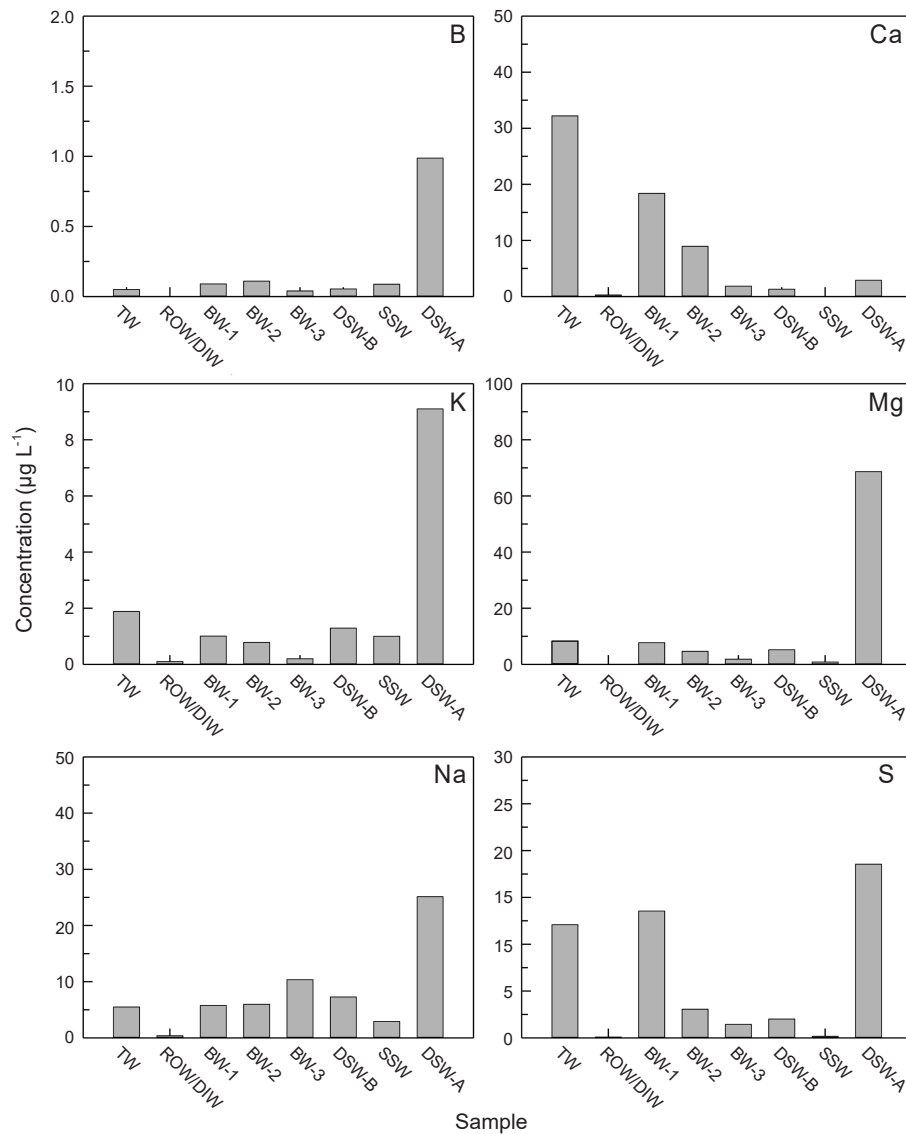 B
2.0
1.5
1.0
0.5
0.0
TW
ROW/DIW
BW-1
BW-2
BW-3
DSW-B
SSW
DSW-A
Ca
50
40
30
20
10
0
TW
ROW/DIW
BW-1
BW-2
BW-3
DSW-B
SSW
DSW-A
Concentration (µg L⁻¹)
K
10
8
6
4
2
0
TW
ROW/DIW
BW-1
BW-2
BW-3
DSW-B
SSW
DSW-A
Mg
100
80
60
40
20
0
TW
ROW/DIW
BW-1
BW-2
BW-3
DSW-B
SSW
DSW-A
Na
50
40
30
20
10
0
TW
ROW/DIW
BW-1
BW-2
BW-3
DSW-B
SSW
DSW-A
S
30
25
20
15
15
5
0
TW
ROW/DIW
BW-1
BW-2
BW-3
DSW-B
SSW
DSW-A
Sample